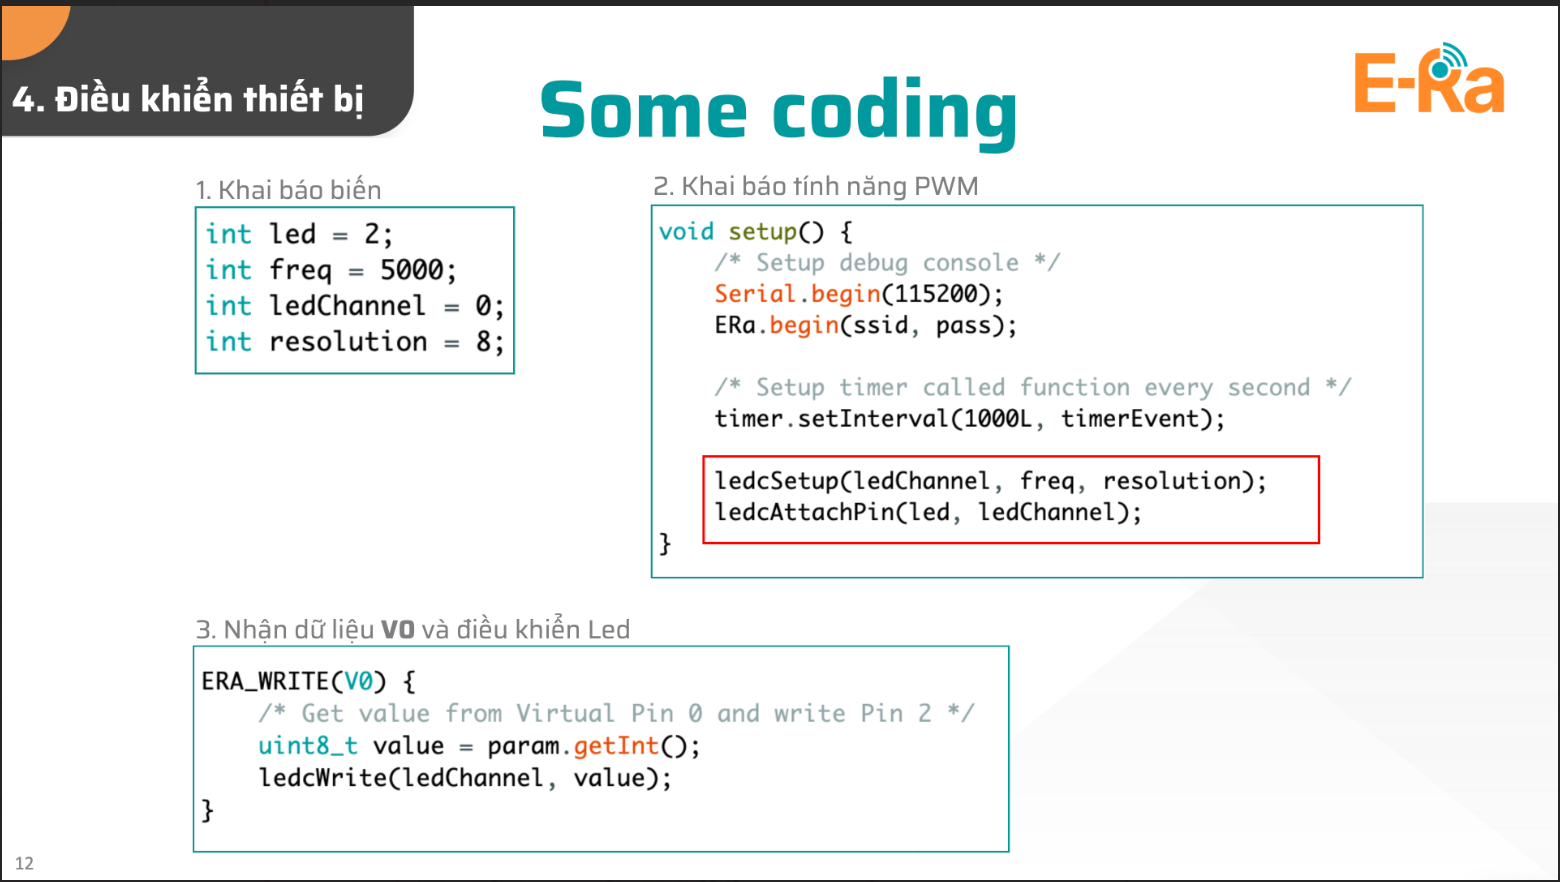 4. Điều khiển thiết bị
Some coding
E-Ra
1. Khai báo biến
int led = 2;
int freq = 5000;
int ledChannel = 0;
int resolution = 8;
2. Khai báo tính năng PWM
void setup() {
    /* Setup debug console */
    Serial.begin(115200);
    ERa.begin(ssid, pass);
    /* Setup timer called function every second */
    timer.setInterval(1000L, timerEvent);
    ledcSetup(ledChannel, freq, resolution);
    ledcAttachPin(led, ledChannel);
}
3. Nhận dữ liệu V0 và điều khiển Led
ERA_WRITE(V0) {
    /* Get value from Virtual Pin 0 and write Pin 2 */
    uint8_t value = param.getInt();
    ledcWrite(ledChannel, value);
}
12